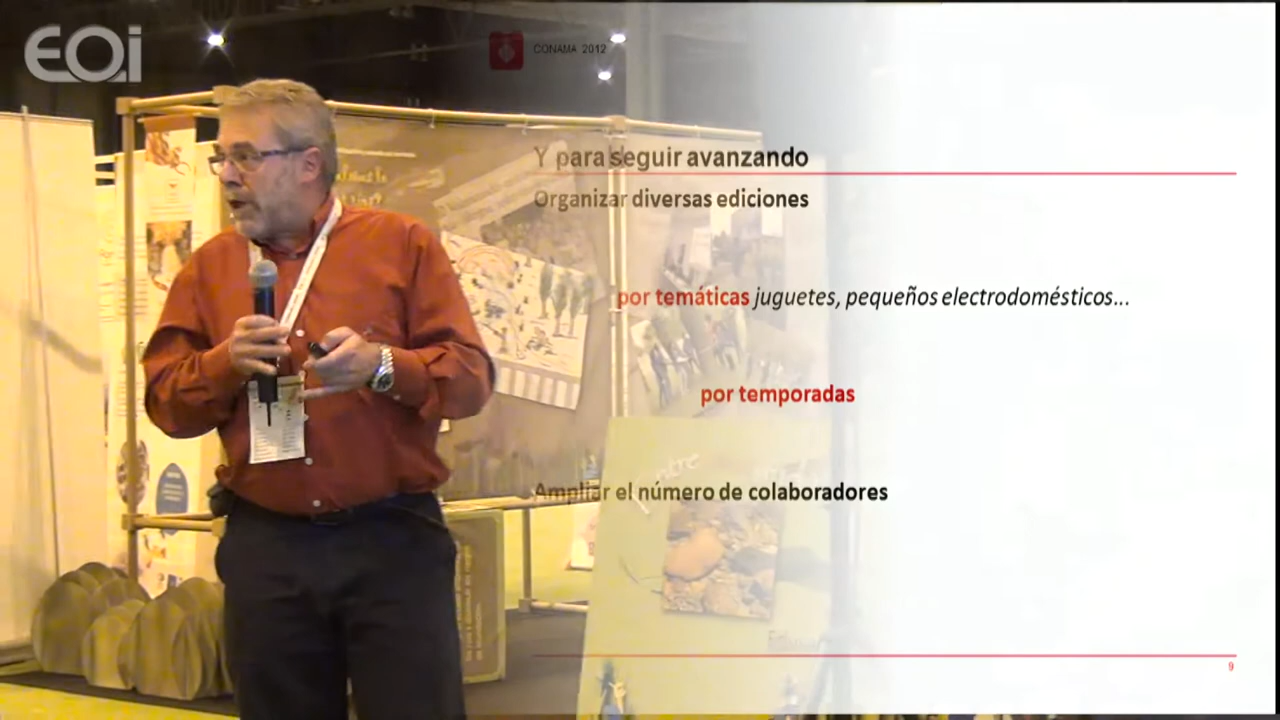 EOi
CONAMA 2012
Y para seguir avanzando
Organizar diversas ediciones
por temáticas juguetes, pequeños electrodomésticos...
por temporadas
Ampliar el número de colaboradores
9